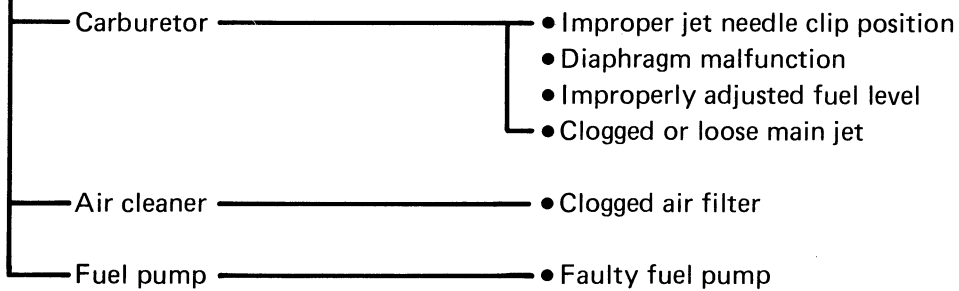 Carburetor • Improper jet needle clip position
• Diaphragm malfunction
• Improperly adjusted fuel level
• Clogged or loose main jet
Air cleaner • Clogged air filter
Fuel pump • Faulty fuel pump